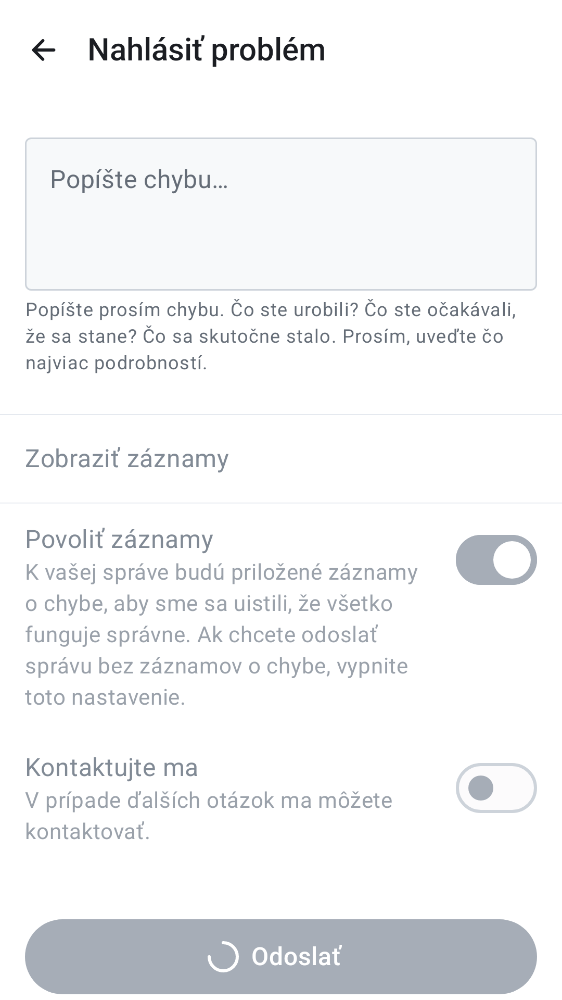 Nahlásiť problém
Popíšte chybu…
Popíšte prosím chybu. Čo ste urobili? Čo ste očakávali,
že sa stane? Čo sa skutočne stalo. Prosím, uveďte čo
najviac podrobností.
Zobraziť záznamy
Povoliť záznamy
K vašej správe budú priložené záznamy
o chybe, aby sme sa uistili, že všetko
funguje správne. Ak chcete odoslať
správu bez záznamov o chybe, vypnite
toto nastavenie.
Kontaktujte ma
V prípade ďalších otázok ma môžete
kontaktovať.
Odoslať